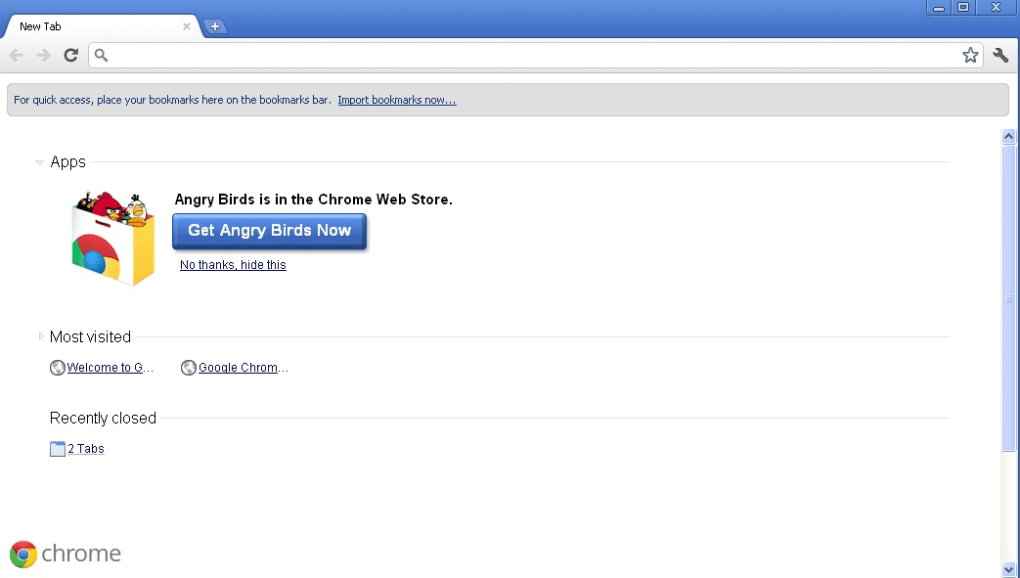 New Tab
For quick access, place your bookmarks here on the bookmarks bar. Import bookmarks now...
Apps
Angry Birds is in the Chrome Web Store.
Get Angry Birds Now
No thanks, hide this
Most visited
Welcome to G... Google Chrom...
Recently closed
2 Tabs
chrome